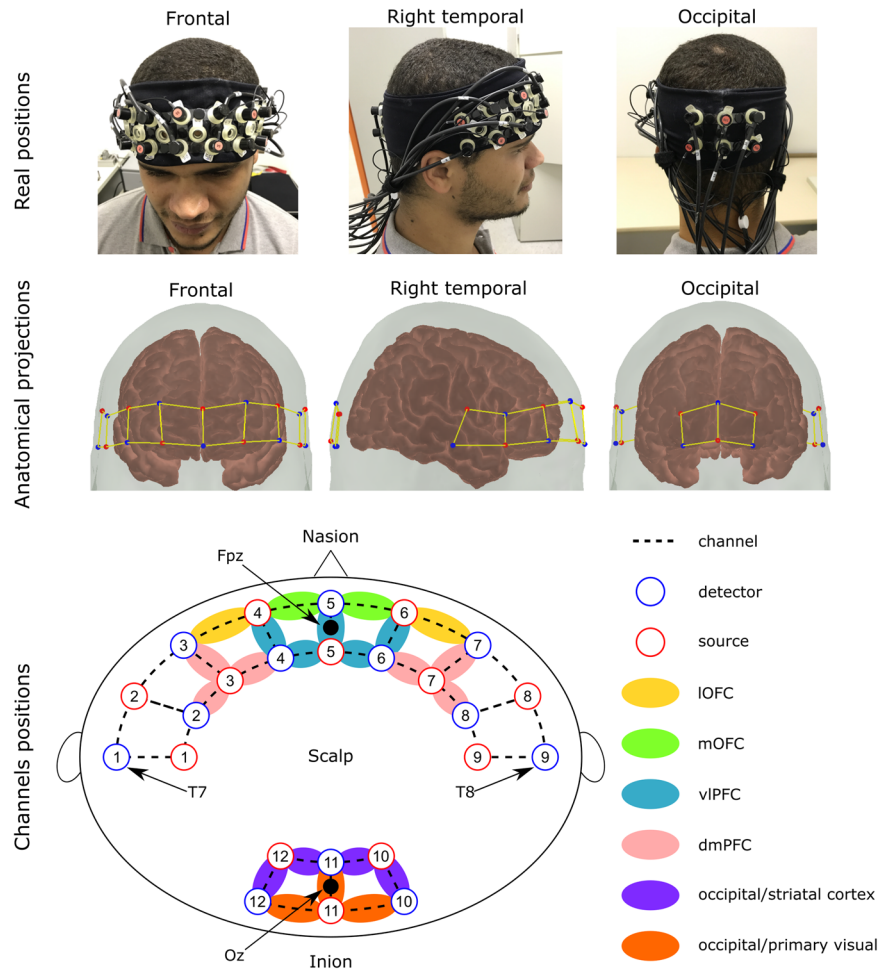 Frontal
Right temporal
Occipital
Real positions
Frontal
Right temporal
Occipital
Anatomical projections
Channels positions
Nasion
Fpz
5
4
6
3
7
4
5
6
3
7
2
8
2
8
1
1
9
9
T7
Scalp
T8
12
11
10
12
11
10
Oz
Inion
channel
detector
source
lOFC
mOFC
vlPFC
dmPFC
occipital/striatal cortex
occipital/primary visual